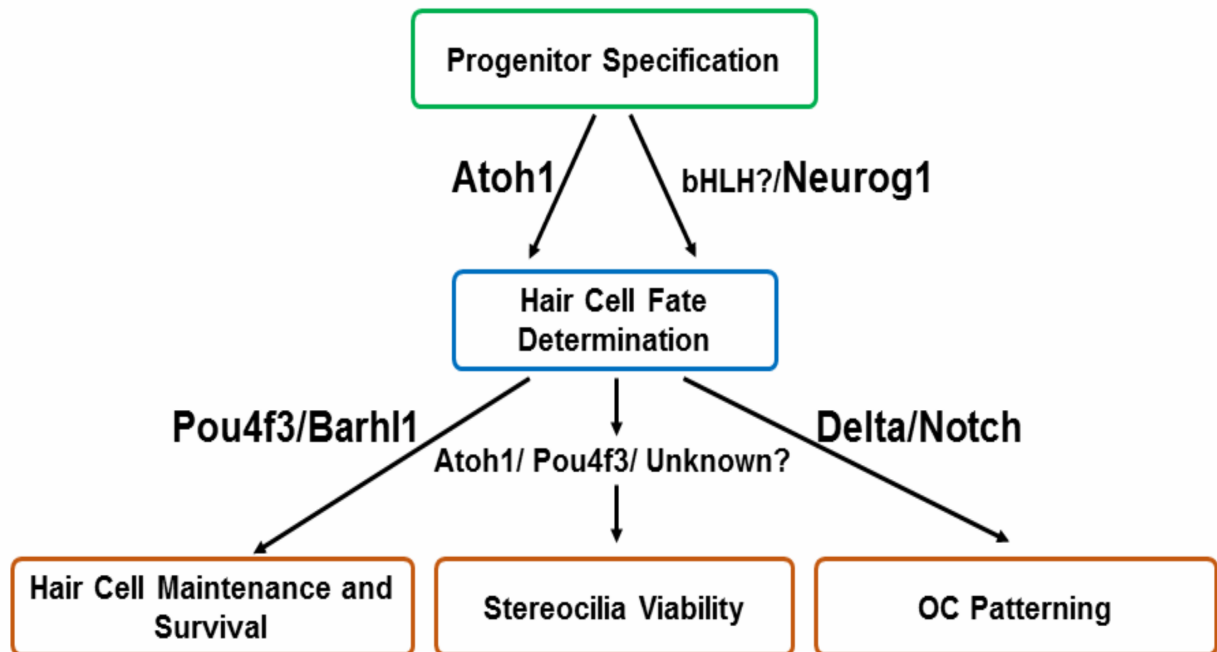 Progenitor Specification
Atoh1
bHLH?/Neurog1
Hair Cell Fate
Determination
Pou4f3/Barhl1
Delta/Notch
Atoh1/ Pou4f3/ Unknown?
Hair Cell Maintenance and
Survival
Stereocilia Viability
OC Patterning